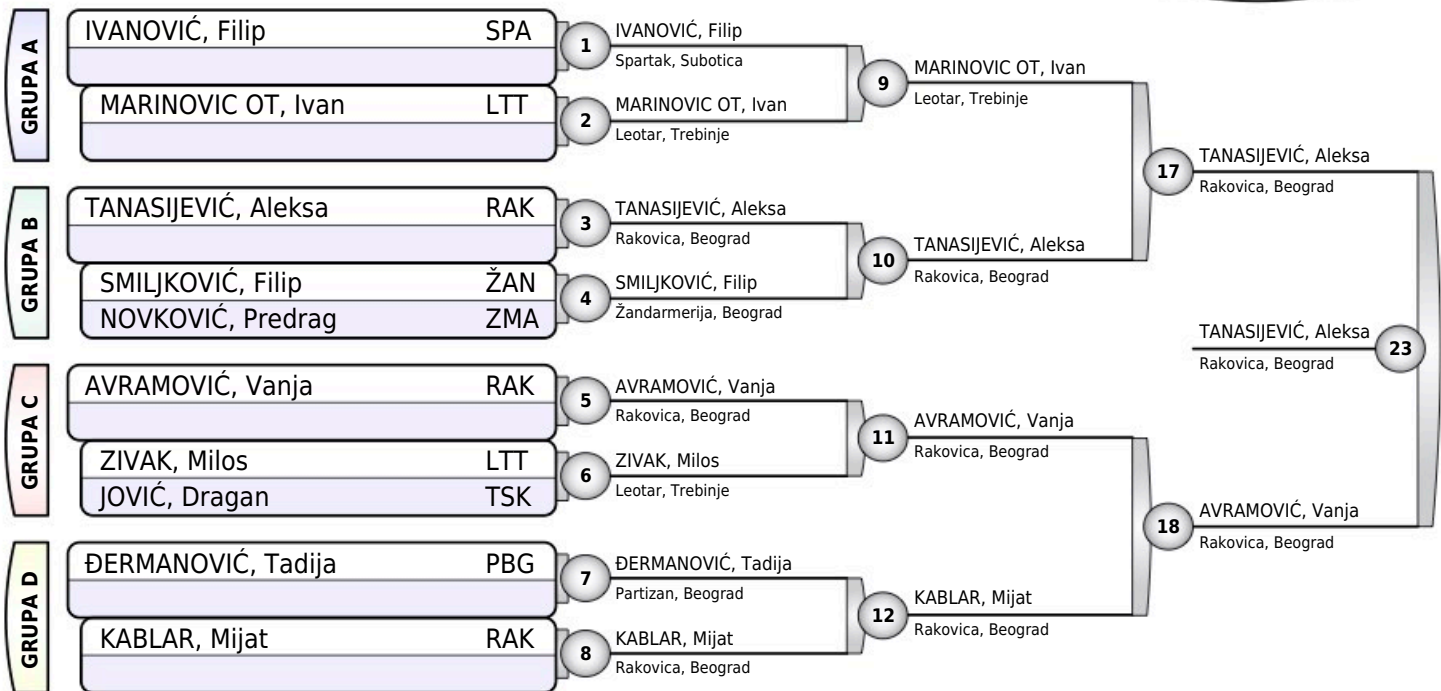 GRUPA A
IVANOVIĆ, Filip SPA
MARINOVIC OT, Ivan LTT
1
IVANOVIĆ, Filip
Spartak, Subotica
2
MARINOVIC OT, Ivan
Leotar, Trebinje
9
MARINOVIC OT, Ivan
Leotar, Trebinje
GRUPA B
TANASIJEVIĆ, Aleksa RAK
SMILJKOVIĆ, Filip ŽAN
NOVKOVIĆ, Predrag ZMA
3
TANASIJEVIĆ, Aleksa
Rakovica, Beograd
4
SMILJKOVIĆ, Filip
Žandarmerija, Beograd
10
TANASIJEVIĆ, Aleksa
Rakovica, Beograd
17
TANASIJEVIĆ, Aleksa
Rakovica, Beograd
GRUPA C
AVRAMOVIĆ, Vanja RAK
ZIVAK, Milos LTT
JOVIĆ, Dragan TSK
5
AVRAMOVIĆ, Vanja
Rakovica, Beograd
6
ZIVAK, Milos
Leotar, Trebinje
11
AVRAMOVIĆ, Vanja
Rakovica, Beograd
GRUPA D
ĐERMANOVIĆ, Tadija PBG
KABLAR, Mijat RAK
7
ĐERMANOVIĆ, Tadija
Partizan, Beograd
8
KABLAR, Mijat
Rakovica, Beograd
12
KABLAR, Mijat
Rakovica, Beograd
18
AVRAMOVIĆ, Vanja
Rakovica, Beograd
TANASIJEVIĆ, Aleksa
Rakovica, Beograd
23